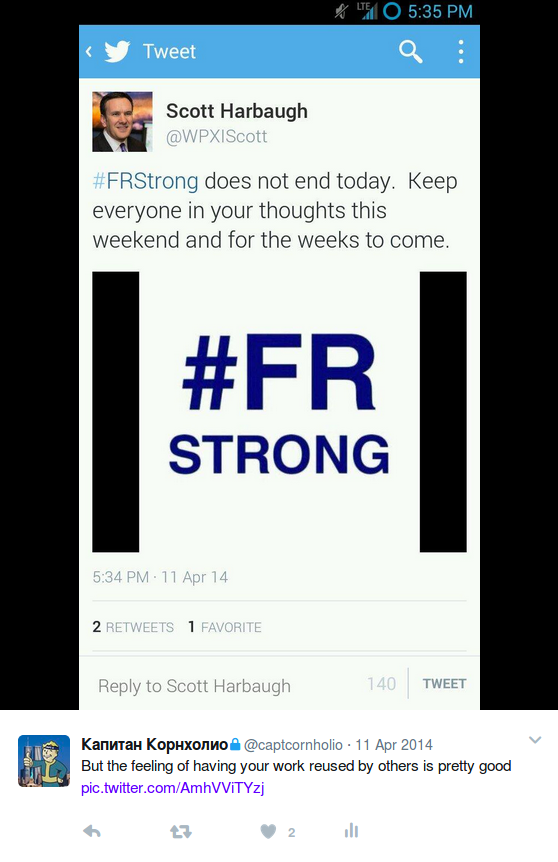 LTE 5:35 PM
Tweet
Scott Harbaugh
@WPXIScott
#FRStrong does not end today. Keep
everyone in your thoughts this
weekend and for the weeks to come.
#FR
STRONG
5:34 PM · 11 Apr 14
2 RETWEETS 1 FAVORITE
Reply to Scott Harbaugh 140 TWEET
Капитан Корнхолио @captcornholio · 11 Apr 2014
But the feeling of having your work reused by others is pretty good
pic.twitter.com/AmhVViTYzj
2